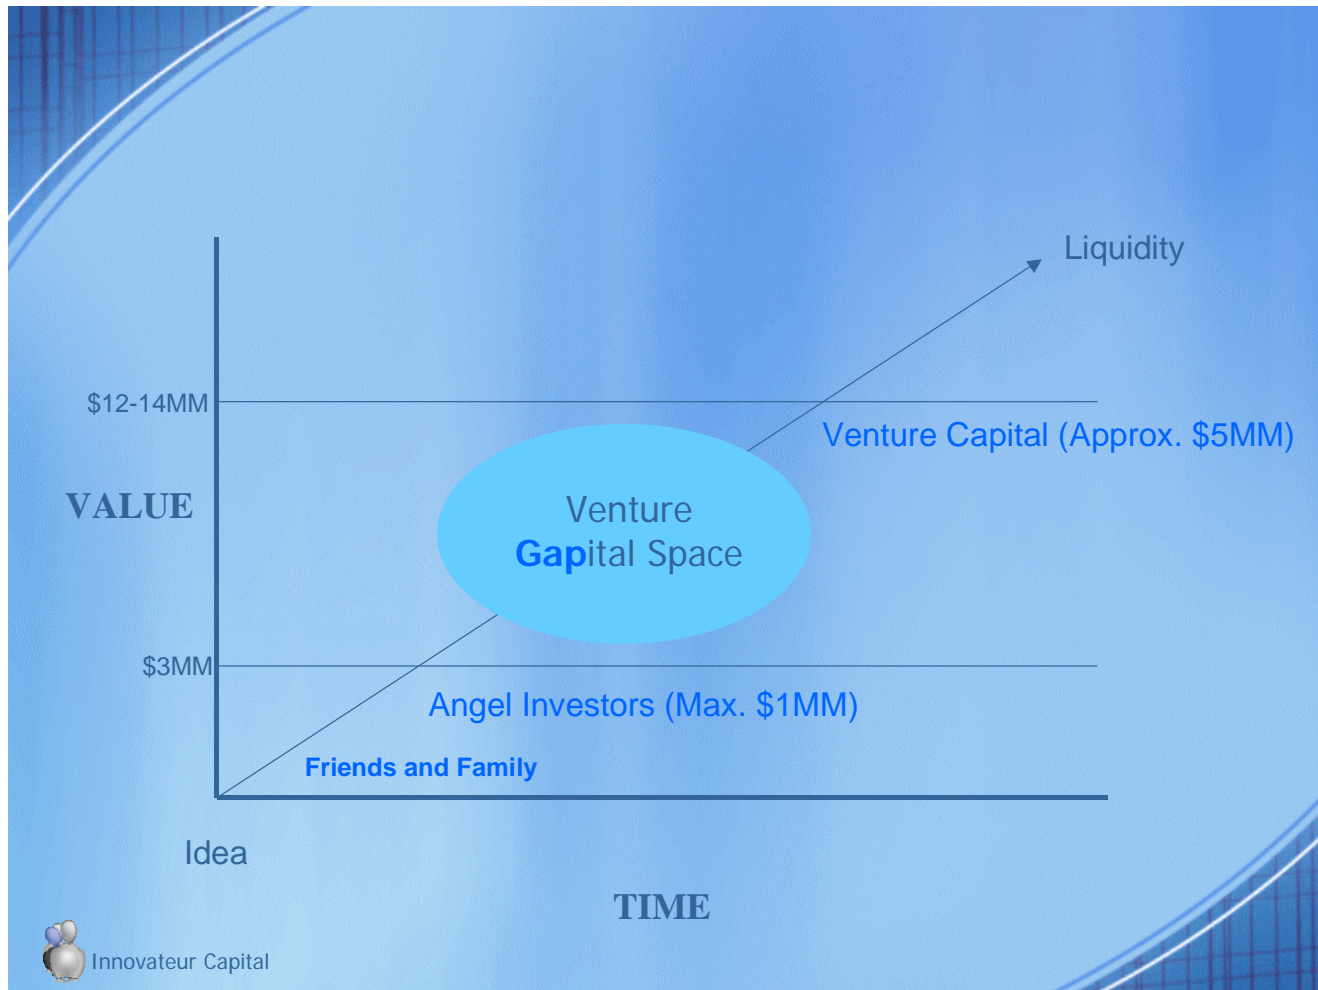 Liquidity
$12-14MM
Venture Capital (Approx. $5MM)
VALUE
Venture
Gapital Space
$3MM
Angel Investors (Max. $1MM)
Friends and Family
Idea
TIME
Innovateur Capital